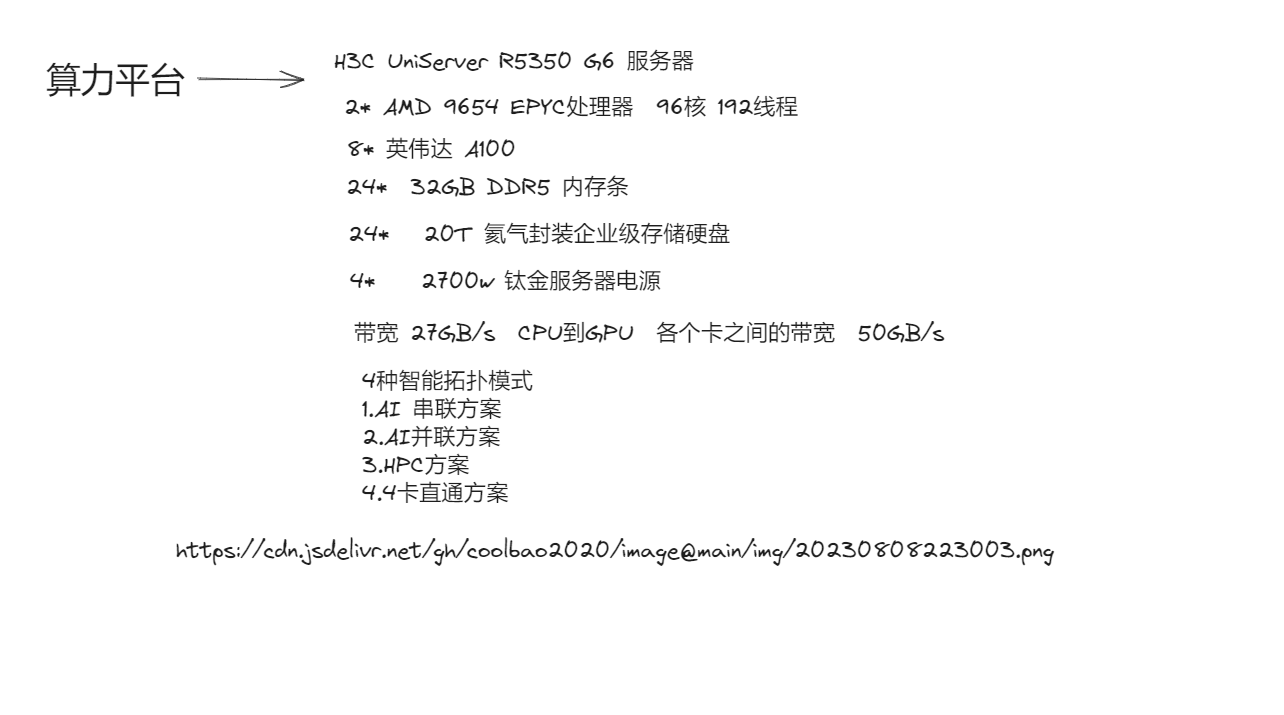 算力平台
H3C UniServer R5350 G6 服务器
2* AMD 9654 EPYC处理器 96核 192线程
8* 英伟达 A100
24* 32GB DDR5 内存条
24* 20T 氦气封装企业级存储硬盘
4* 2700w 钛金服务器电源
带宽 27GB/s CPU到GPU 各个卡之间的带宽 50GB/s
4种智能拓扑模式
1.AI 串联方案
2.AI并联方案
3.HPC方案
4.4卡直通方案
https://cdn.jsdelivr.net/gh/coolbao2020/image@main/img/20230808223003.png